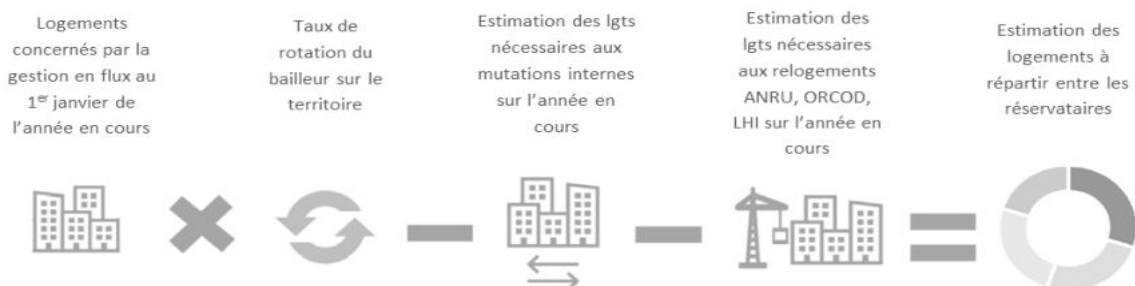 Logements
concernés par la
gestion en flux au
1er janvier de
l'année en cours
Taux de
rotation du
bailleur sur le
territoire
Estimation des lgts
nécessaires aux
mutations internes
sur l'année en
cours
Estimation des
lgts nécessaires
aux relogements
ANRU, ORCOD,
LHI sur l'année en
cours
Estimation des
logements à
répartir entre les
réservataires